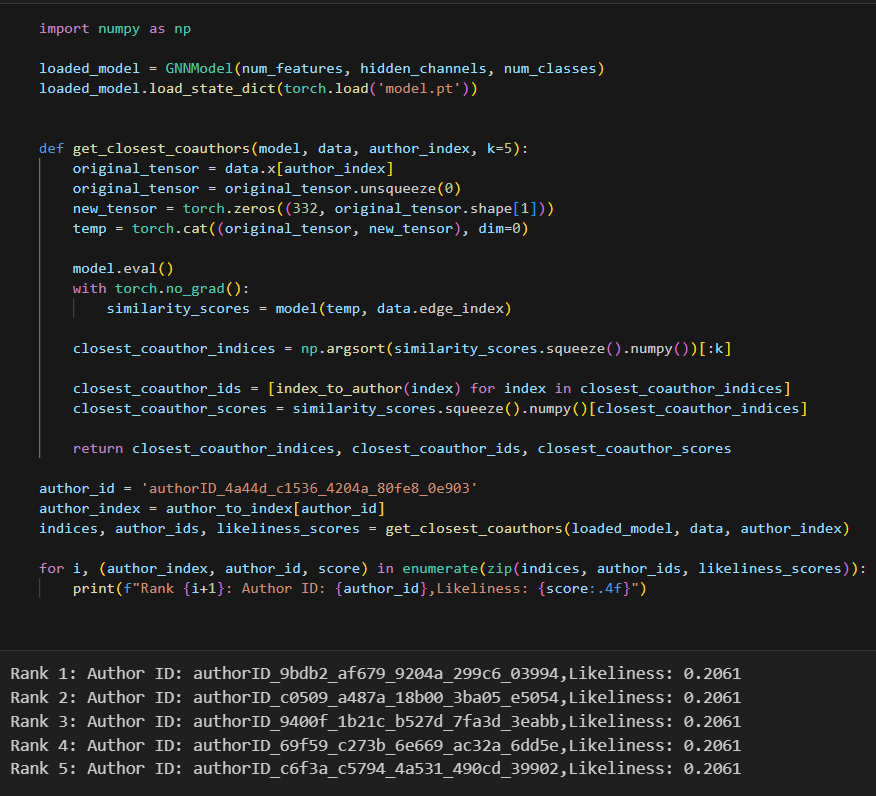 import numpy as np
loaded_model = GNNModel(num_features, hidden_channels, num_classes)
loaded_model.load_state_dict(torch.load('model.pt'))
def get_closest_coauthors(model, data, author_index, k=5):
original_tensor = data.x[author_index]
original_tensor = original_tensor.unsqueeze(0)
new_tensor = torch.zeros((332, original_tensor.shape[1]))
temp = torch.cat((original_tensor, new_tensor), dim=0)
model.eval()
with torch.no_grad():
similarity_scores = model(temp, data.edge_index)
closest_coauthor_indices = np.argsort(similarity_scores.squeeze().numpy())[:k]
closest_coauthor_ids = [index_to_author(index) for index in closest_coauthor_indices]
closest_coauthor_scores = similarity_scores.squeeze().numpy()[closest_coauthor_indices]
return closest_coauthor_indices, closest_coauthor_ids, closest_coauthor_scores
author_id = 'authorID_4a44d_c1536_4204a_80fe8_0e903'
author_index = author_to_index[author_id]
indices, author_ids, likeliness_scores = get_closest_coauthors(loaded_model, data, author_index)
for i, (author_index, author_id, score) in enumerate(zip(indices, author_ids, likeliness_scores)):
print(f"Rank {i+1}: Author ID: {author_id},Likeliness: {score:.4f}")
Rank 1: Author ID: authorID_9bdb2_af679_9204a_299c6_03994,Likeliness: 0.2061
Rank 2: Author ID: authorID_c0509_a487a_18b00_3ba05_e5054,Likeliness: 0.2061
Rank 3: Author ID: authorID_9400f_1b21c_b527d_7fa3d_3eabb,Likeliness: 0.2061
Rank 4: Author ID: authorID_69f59_c273b_6e669_ac32a_6dd5e,Likeliness: 0.2061
Rank 5: Author ID: authorID_c6f3a_c5794_4a531_490cd_39902,Likeliness: 0.2061